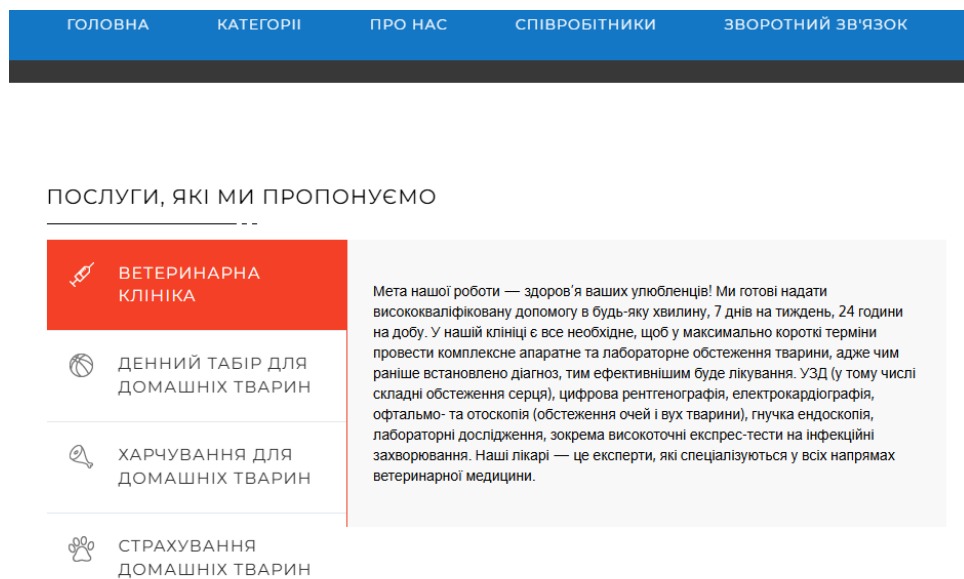 ГОЛОВНА КАТЕГОРІІ ПРО НАС СПІВРОБІТНИКИ ЗВОРОТНИЙ ЗВ'ЯЗОК
ПОСЛУГИ, ЯКІ МИ ПРОПОНУЄМО
ВЕТЕРИНАРНА
КЛІНІКА
ДЕННИЙ ТАБІР ДЛЯ
ДОМАШНІХ ТВАРИН
ХАРЧУВАННЯ ДЛЯ
ДОМАШНІХ ТВАРИН
СТРАХУВАННЯ
ДОМАШНІХ ТВАРИН
Мета нашої роботи — здоров’я ваших улюбленців! Ми готові надати
висококваліфіковану допомогу в будь-яку хвилину, 7 днів на тиждень, 24 години
на добу. У нашій клініці є все необхідне, щоб у максимально короткі терміни
провести комплексне апаратне та лабораторне обстеження тварини, адже чим
раніше встановлено діагноз, тим ефективнішим буде лікування. УЗД (у тому числі
складні обстеження серця), цифрова рентгенографія, електрокардіографія,
офтальмо- та отоскопія (обстеження очей і вух тварини), гнучка ендоскопія,
лабораторні дослідження, зокрема високоточні експрес-тести на інфекційні
захворювання. Наші лікарі — це експерти, які спеціалізуються у всіх напрямах
ветеринарної медицини.